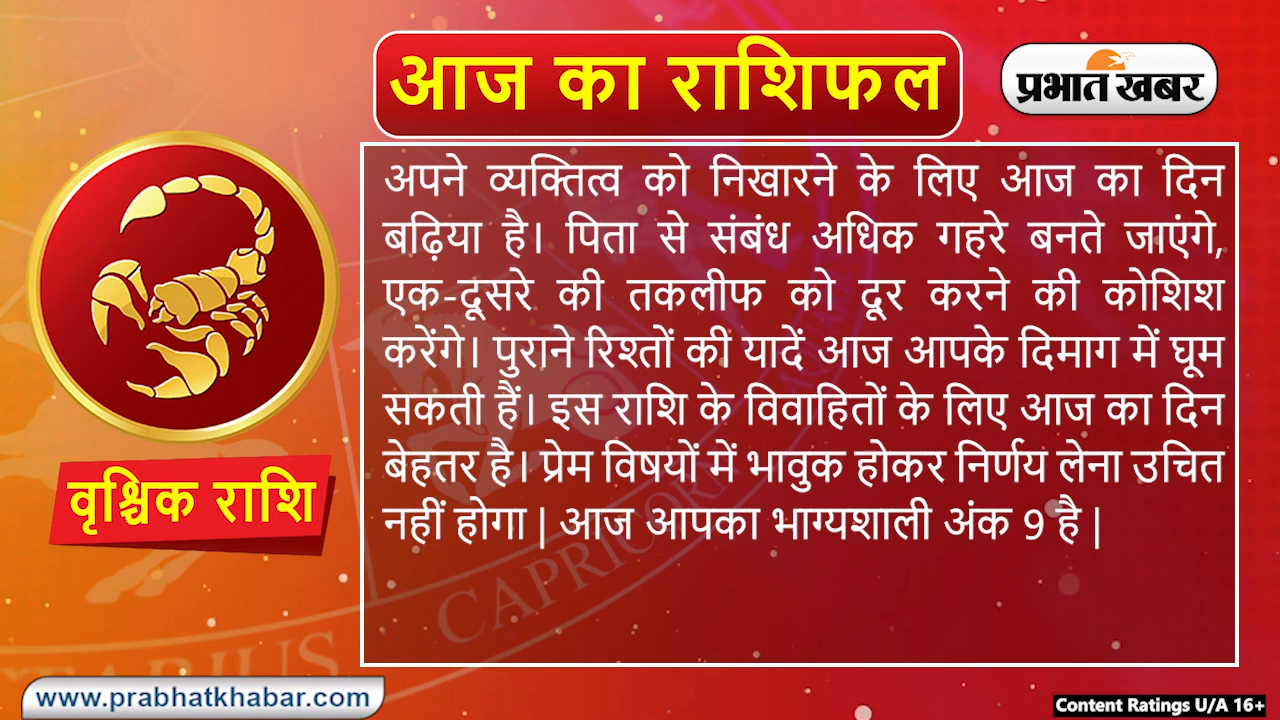 आज का राशिफल
प्रभात खबर
अपने व्यक्तित्व को निखारने के लिए आज का दिन
बढ़िया है। पिता से संबंध अधिक गहरे बनते जाएंगे,
एक-दूसरे की तकलीफ को दूर करने की कोशिश
करेंगे। पुराने रिश्तों की यादें आज आपके दिमाग में घूम
सकती हैं। इस राशि के विवाहितों के लिए आज का दिन
बेहतर है। प्रेम विषयों में भावुक होकर निर्णय लेना उचित
नहीं होगा | आज आपका भाग्यशाली अंक 9 है |
वृश्चिक राशि
CAPRICORN
TARIUS
www.prabhatkhabar.com
Content Ratings U/A 16+